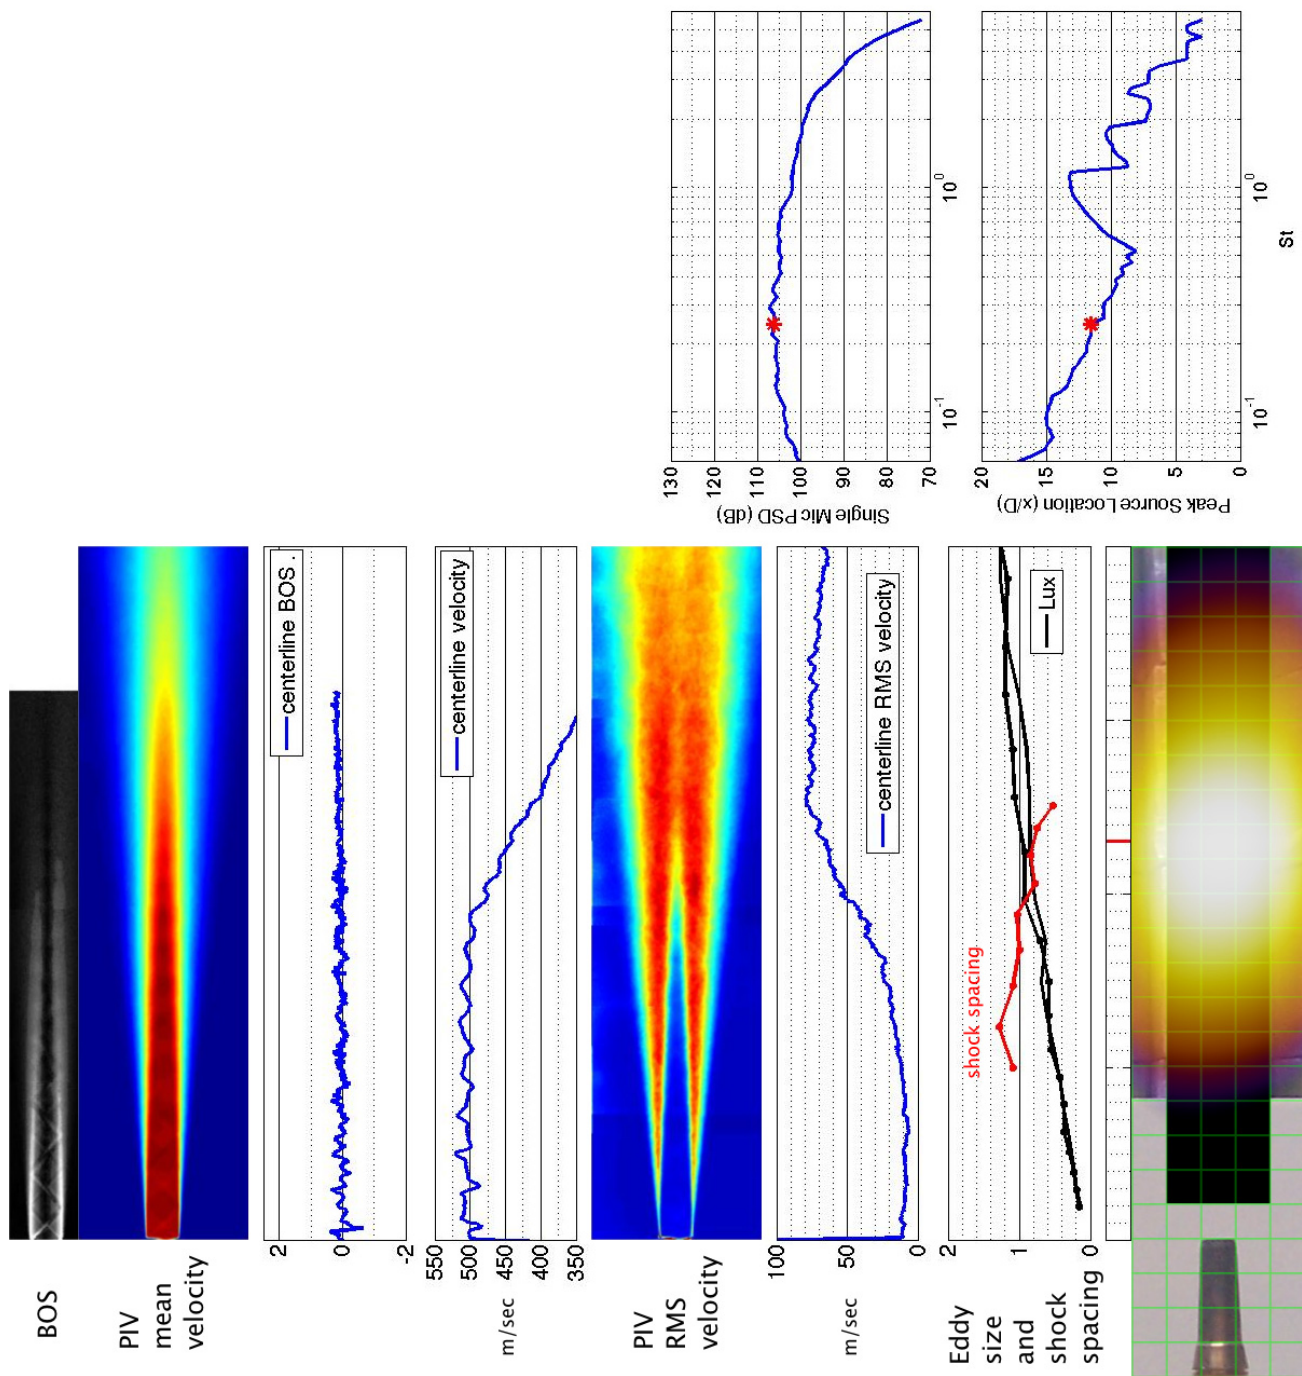 BOS
PIV
mean
velocity
centerline BOS.
2
0
-2
m/sec
550
500
450
400
350
centerline velocity
PIV
RMS
velocity
m/sec
100
50
0
centerline RMS velocity
Eddy
size
and
shock
spacing
2
1
0
shock spacing
Lux
Single Mic PSD (dB)
130
120
110
100
90
80
70
10-1
100
Peak Source Location (x/D)
20
15
10
5
0
10-1
100
St